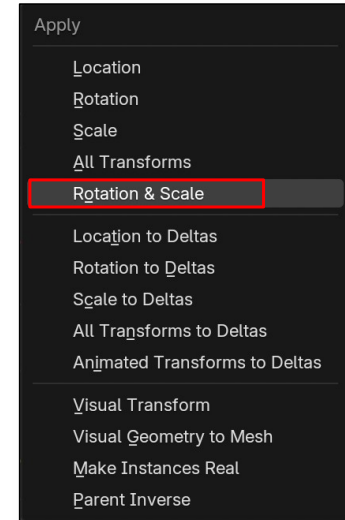 Apply
Location
Rotation
Scale
All Transforms
Rotation & Scale
Location to Deltas
Rotation to Deltas
Scale to Deltas
All Transforms to Deltas
Animated Transforms to Deltas
Visual Transform
Visual Geometry to Mesh
Make Instances Real
Parent Inverse